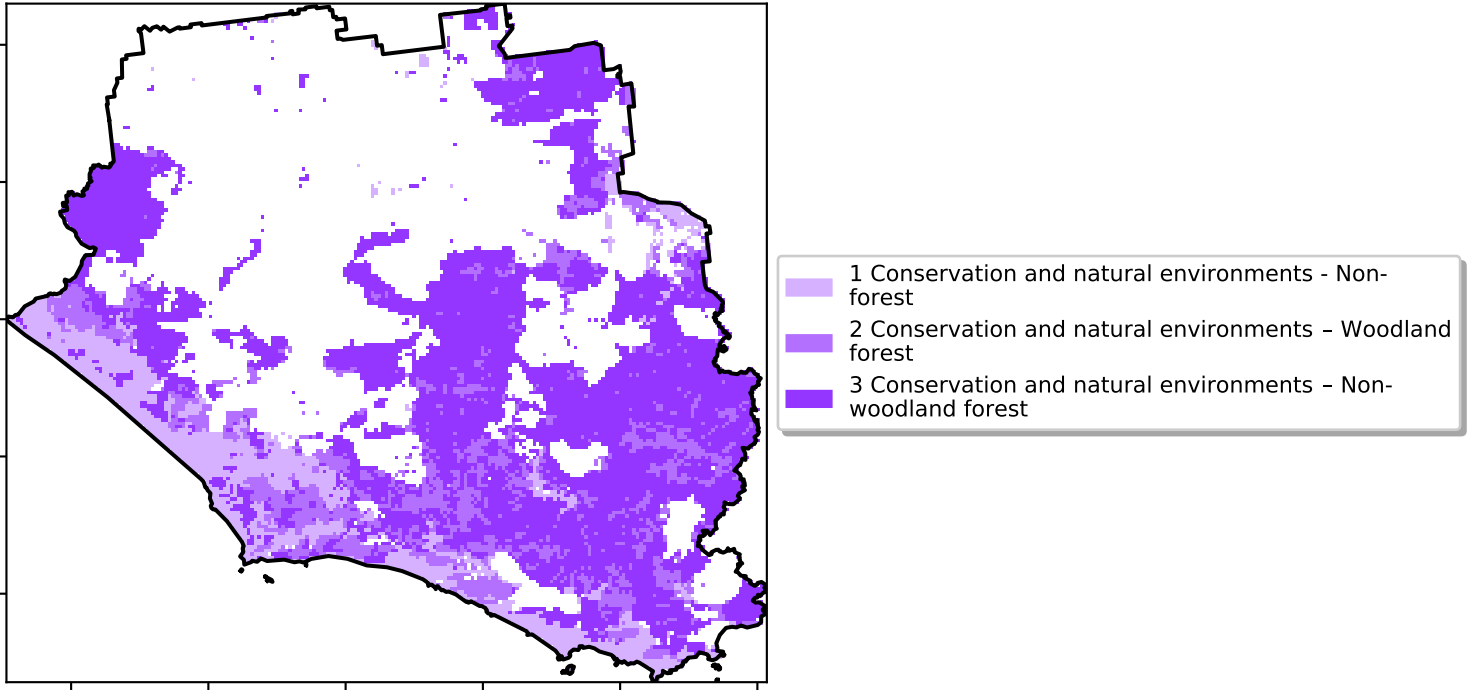 1 Conservation and natural environments - Non-
forest
2 Conservation and natural environments – Woodland
forest
3 Conservation and natural environments – Non-
woodland forest